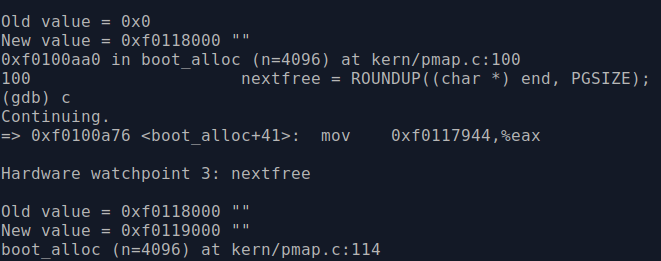 Old value = 0x0
New value = 0xf0118000 ""
0xf0100aa0 in boot_alloc (n=4096) at kern/pmap.c:100
100                     nextfree = ROUNDUP((char *) end, PGSIZE);
(gdb) c
Continuing.
=> 0xf0100a76 <boot_alloc+41>:  mov    0xf0117944,%eax
Hardware watchpoint 3: nextfree
Old value = 0xf0118000 ""
New value = 0xf0119000 ""
boot_alloc (n=4096) at kern/pmap.c:114